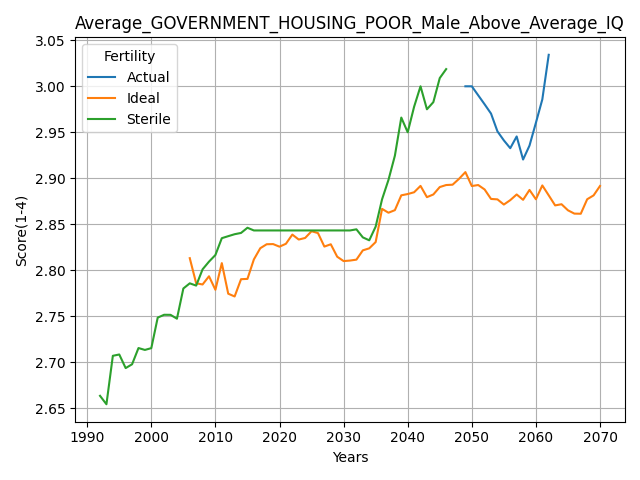 Average_GOVERNMENT_HOUSING_POOR_Male_Above_Average_IQ
Fertility
Actual
Ideal
Sterile
Score(1-4)
3.05
3.00
2.95
2.90
2.85
2.80
2.75
2.70
2.65
1990 2000 2010 2020 2030 2040 2050 2060 2070
Years